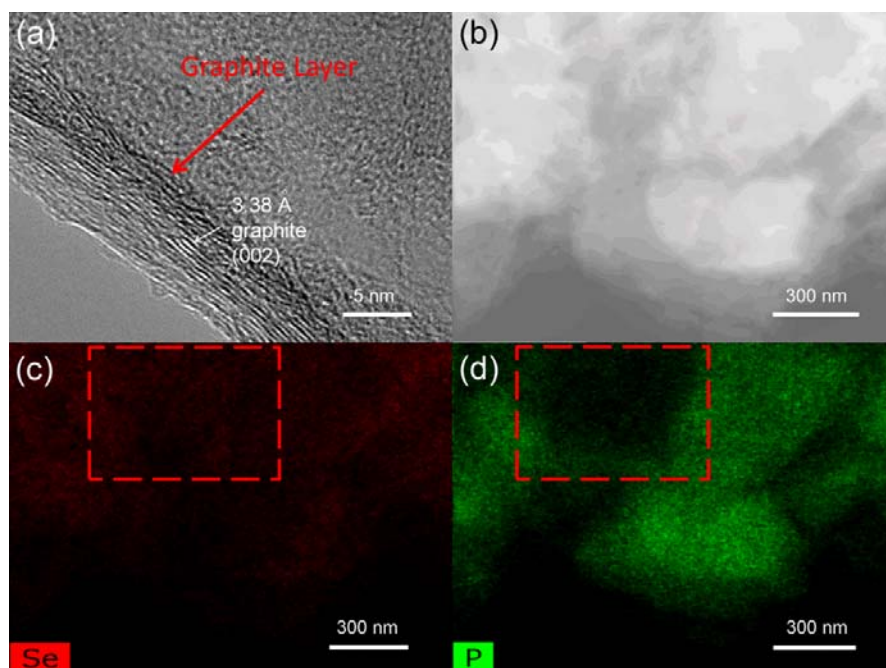 (a)
Graphite Layer
3.38 A
graphite
(002)
5 nm
(b)
300 nm
(c)
300 nm
Se
(d)
300 nm
P